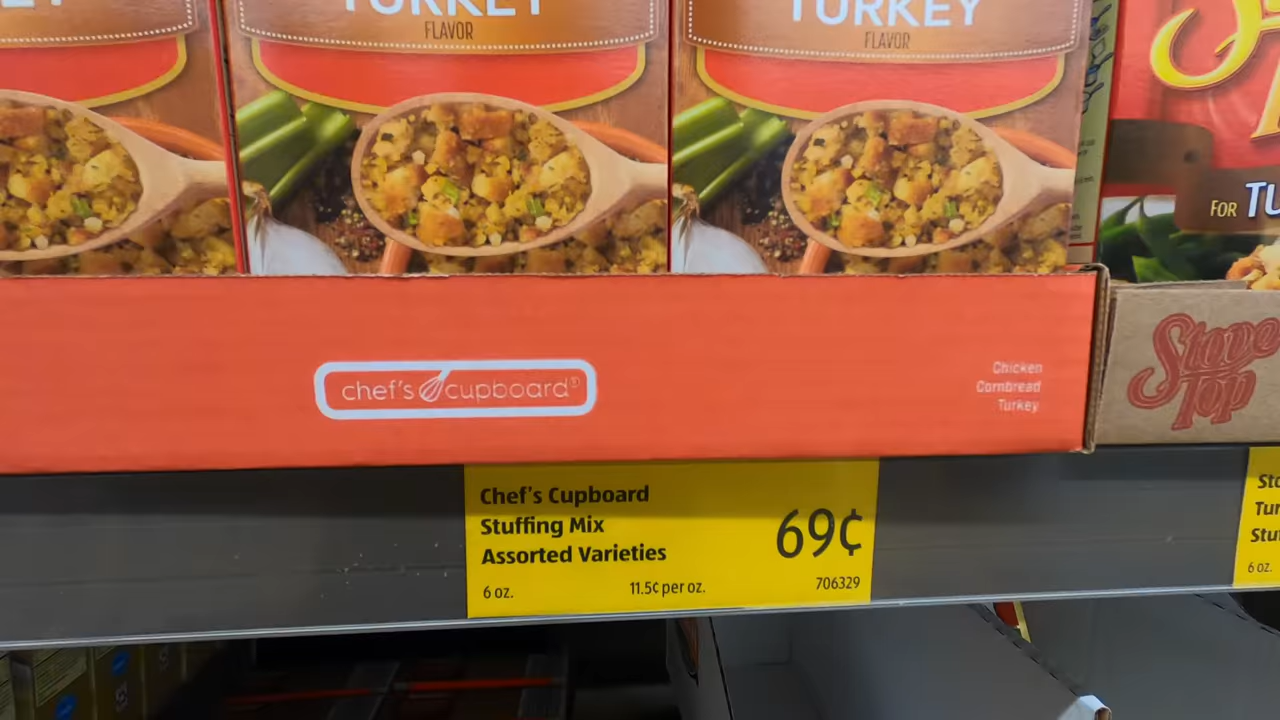 TURKEY
FLAVOR
TURKEY
FLAVOR
FOR
chef's cupboard®
Chicken
Cornbread
Turkey
Stove
Top
Chef's Cupboard
Stuffing Mix
Assorted Varieties
69¢
6 oz.
11.5¢ per oz.
706329
6 oz.